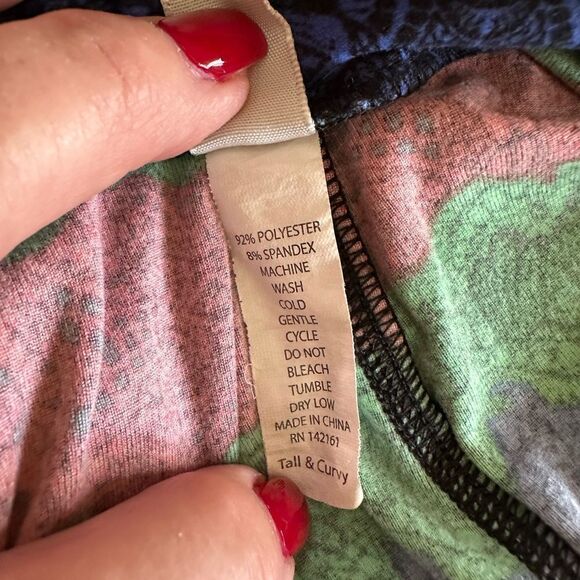 92% POLYESTER
8% SPANDEX
MACHINE
WASH
COLD
GENTLE
CYCLE
DO NOT
BLEACH
TUMBLE
DRY LOW
MADE IN CHINA
RN 142161
Tall & Curvy